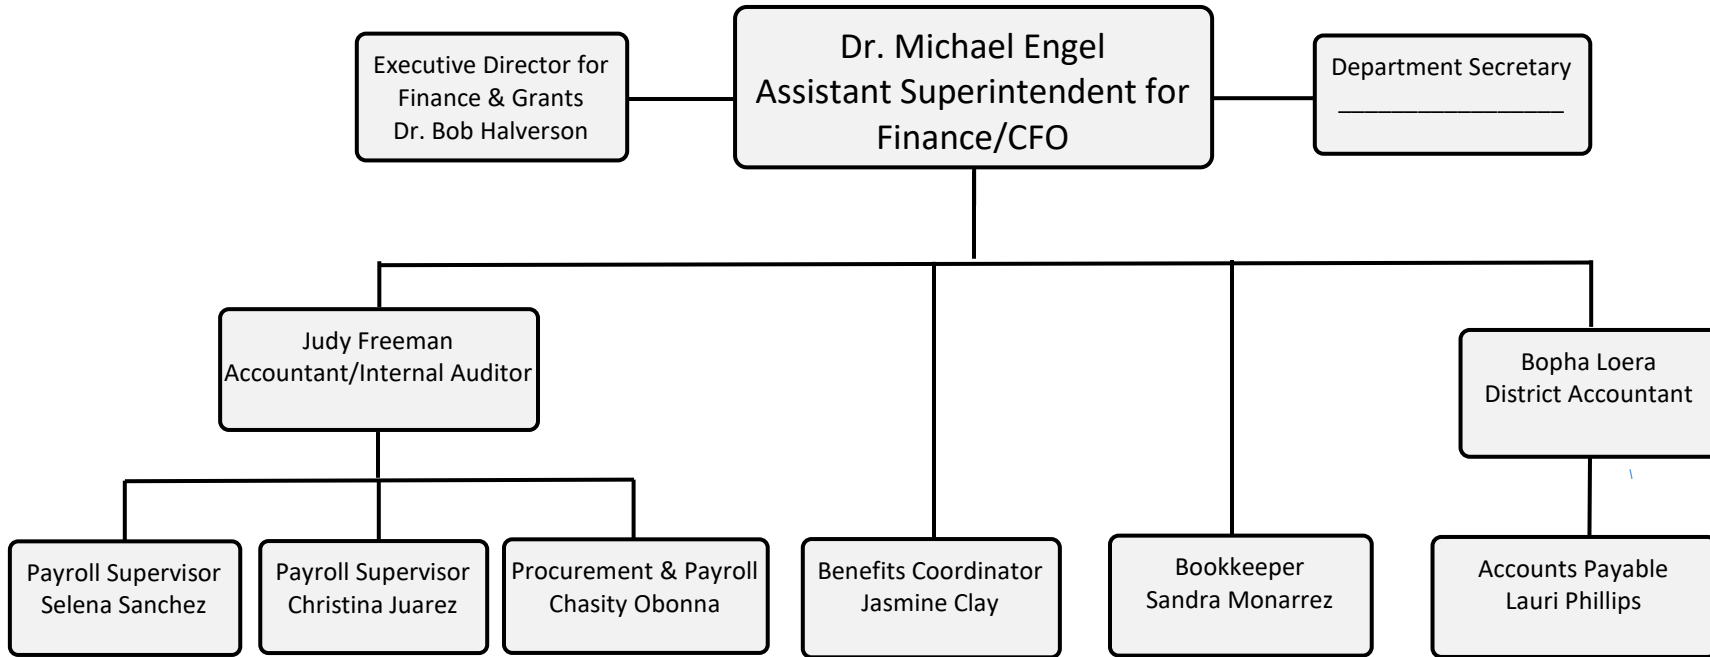 Executive Director for
Finance & Grants
Dr. Bob Halverson
Dr. Michael Engel
Assistant Superintendent for
Finance/CFO
Department Secretary
_________________
Judy Freeman
Accountant/Internal Auditor
Bopha Loera
District Accountant
\
Payroll Supervisor
Selena Sanchez
Payroll Supervisor
Christina Juarez
Procurement & Payroll
Chasity Obonna
Benefits Coordinator
Jasmine Clay
Bookkeeper
Sandra Monarrez
Accounts Payable
Lauri Phillips